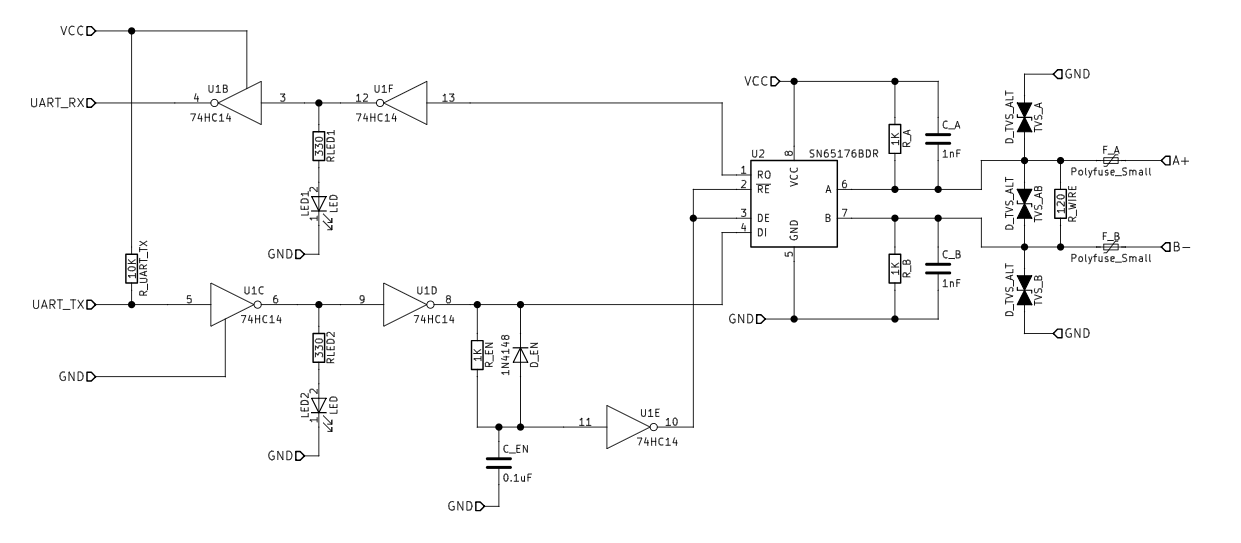 VCC
UART_RX
4
U1B
74HC14
3
12
U1F
74HC14
13
330
RLED1
LED1
2
1
LED
GND
10K
R_UART_TX
UART_TX
5
U1C
74HC14
6
GND
330
RLED2
LED2
2
1
LED
GND
9
U1D
74HC14
8
1K
R_EN
1N4148
D_EN
C_EN
0.1uF
GND
11
U1E
74HC14
10
VCC
U2
SN65176BDR
8
VCC
1
RO
2
RE
3
DE
4
DI
A
6
B
7
GND
5
GND
1K
R_A
C_A
1nF
1K
R_B
C_B
1nF
GND
D_TVS_ALT
TVS_A
D_TVS_ALT
TVS_AB
120
R_WIRE
D_TVS_ALT
TVS_B
GND
F_A
Polyfuse_Small
A+
F_B
Polyfuse_Small
B-